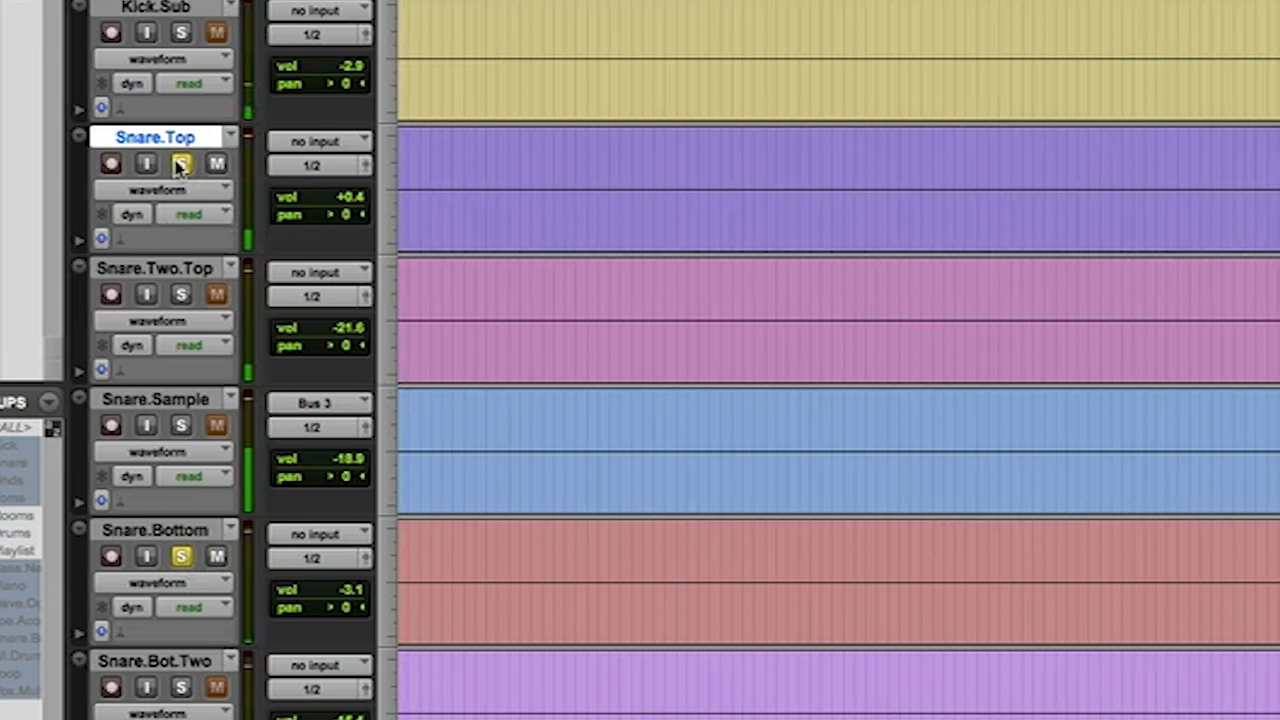 Kick.Sub
no input
I S M
1/2
waveform
vol -2.9
dyn read
pan > 0 <
Snare.Top
no input
I S M
1/2
waveform
vol +0.4
dyn read
pan > 0 <
Snare.Two.Top
no input
I S M
1/2
waveform
vol -21.6
dyn read
pan > 0 <
UPS
Snare.Sample
Bus 3
ALL>
I S M
1/2
waveform
vol -18.9
dyn read
pan > 0 <
Snare.Bottom
no input
I S M
1/2
waveform
vol -3.1
dyn read
pan > 0 <
Snare.Bot.Two
no input
I S M
1/2
waveform
vol